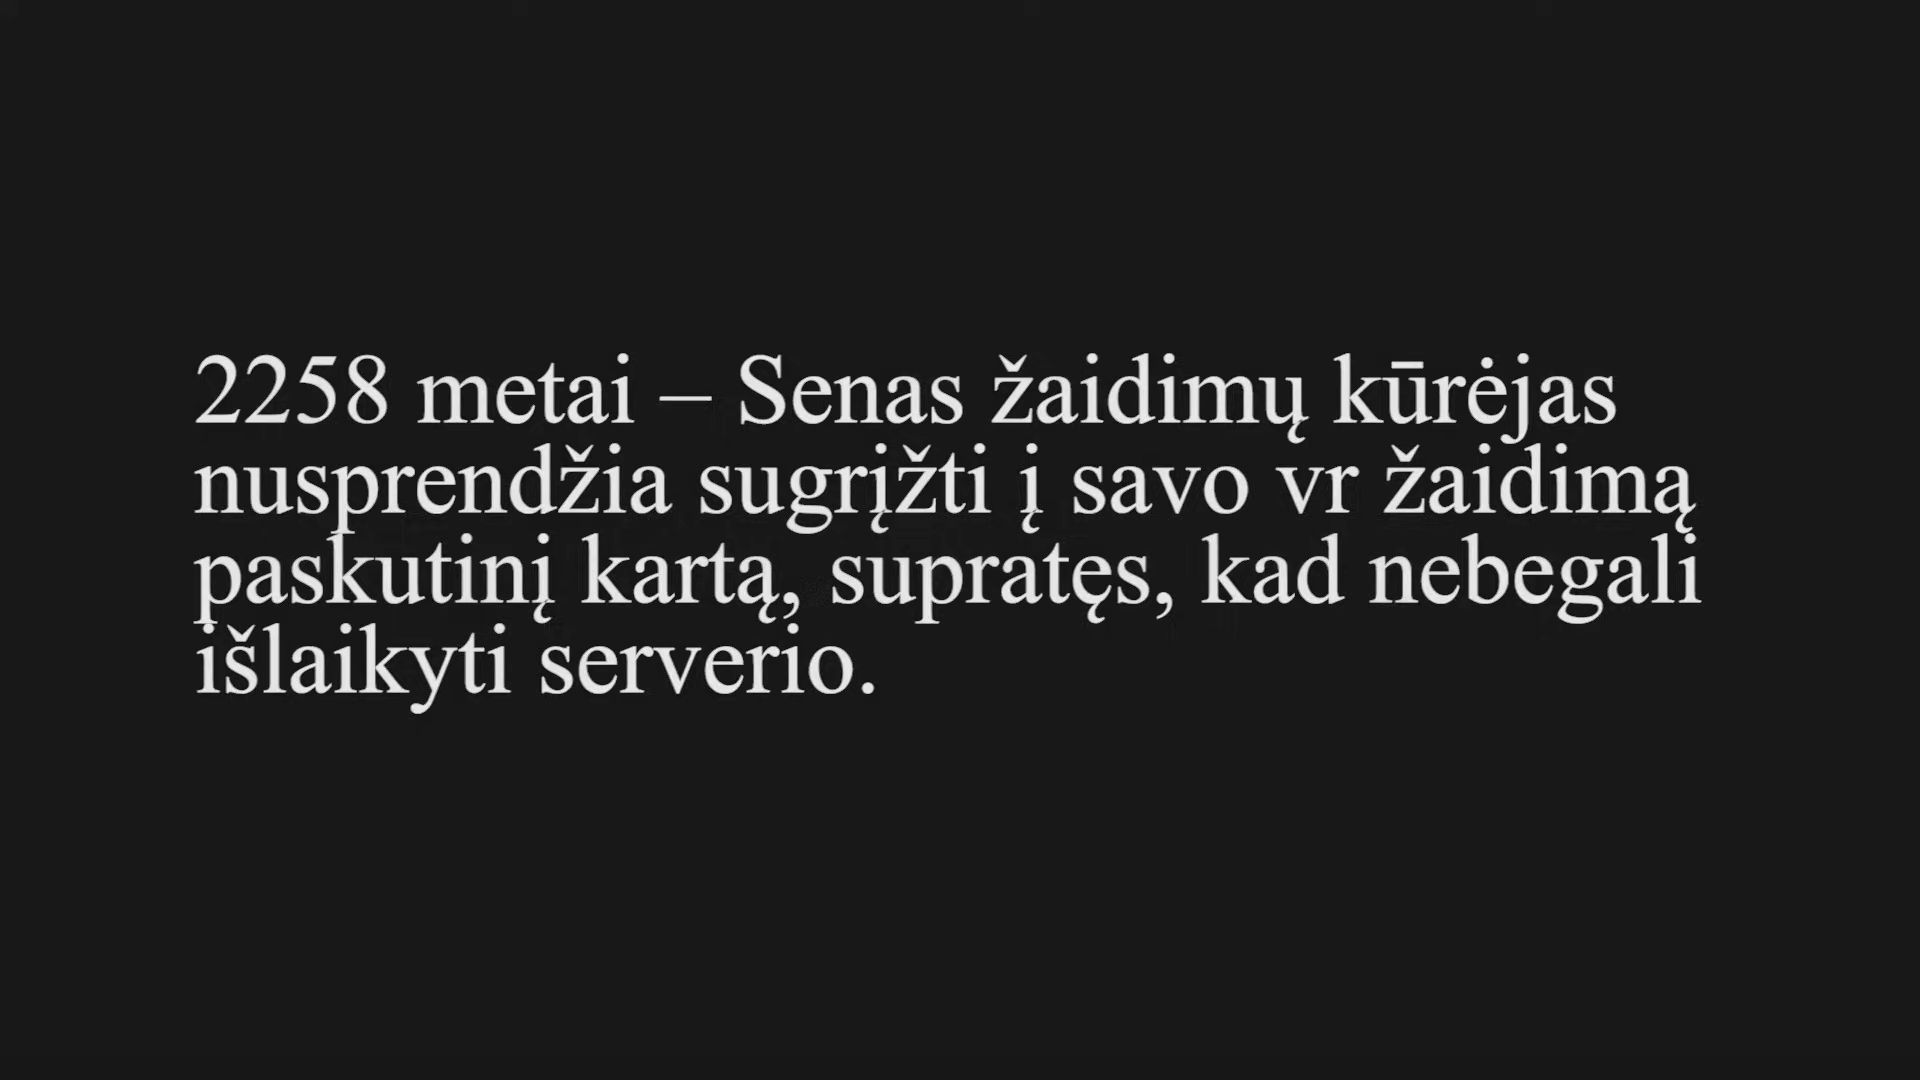 2258 metai – Senas žaidimų kūrėjas
nusprendžia sugrįžti į savo vr žaidimą
paskutinį kartą, supratęs, kad nebegali
išlaikyti serverio.